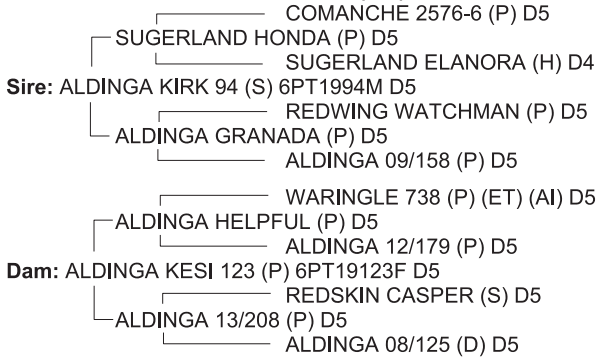 COMANCHE 2576-6 (P) D5
SUGERLAND HONDA (P) D5
SUGERLAND ELANORA (H) D4
Sire: ALDINGA KIRK 94 (S) 6PT1994M D5
REDWING WATCHMAN (P) D5
ALDINGA GRANADA (P) D5
ALDINGA 09/158 (P) D5
WARINGLE 738 (P) (ET) (AI) D5
ALDINGA HELPFUL (P) D5
ALDINGA 12/179 (P) D5
Dam: ALDINGA KESI 123 (P) 6PT19123F D5
REDSKIN CASPER (S) D5
ALDINGA 13/208 (P) D5
ALDINGA 08/125 (D) D5